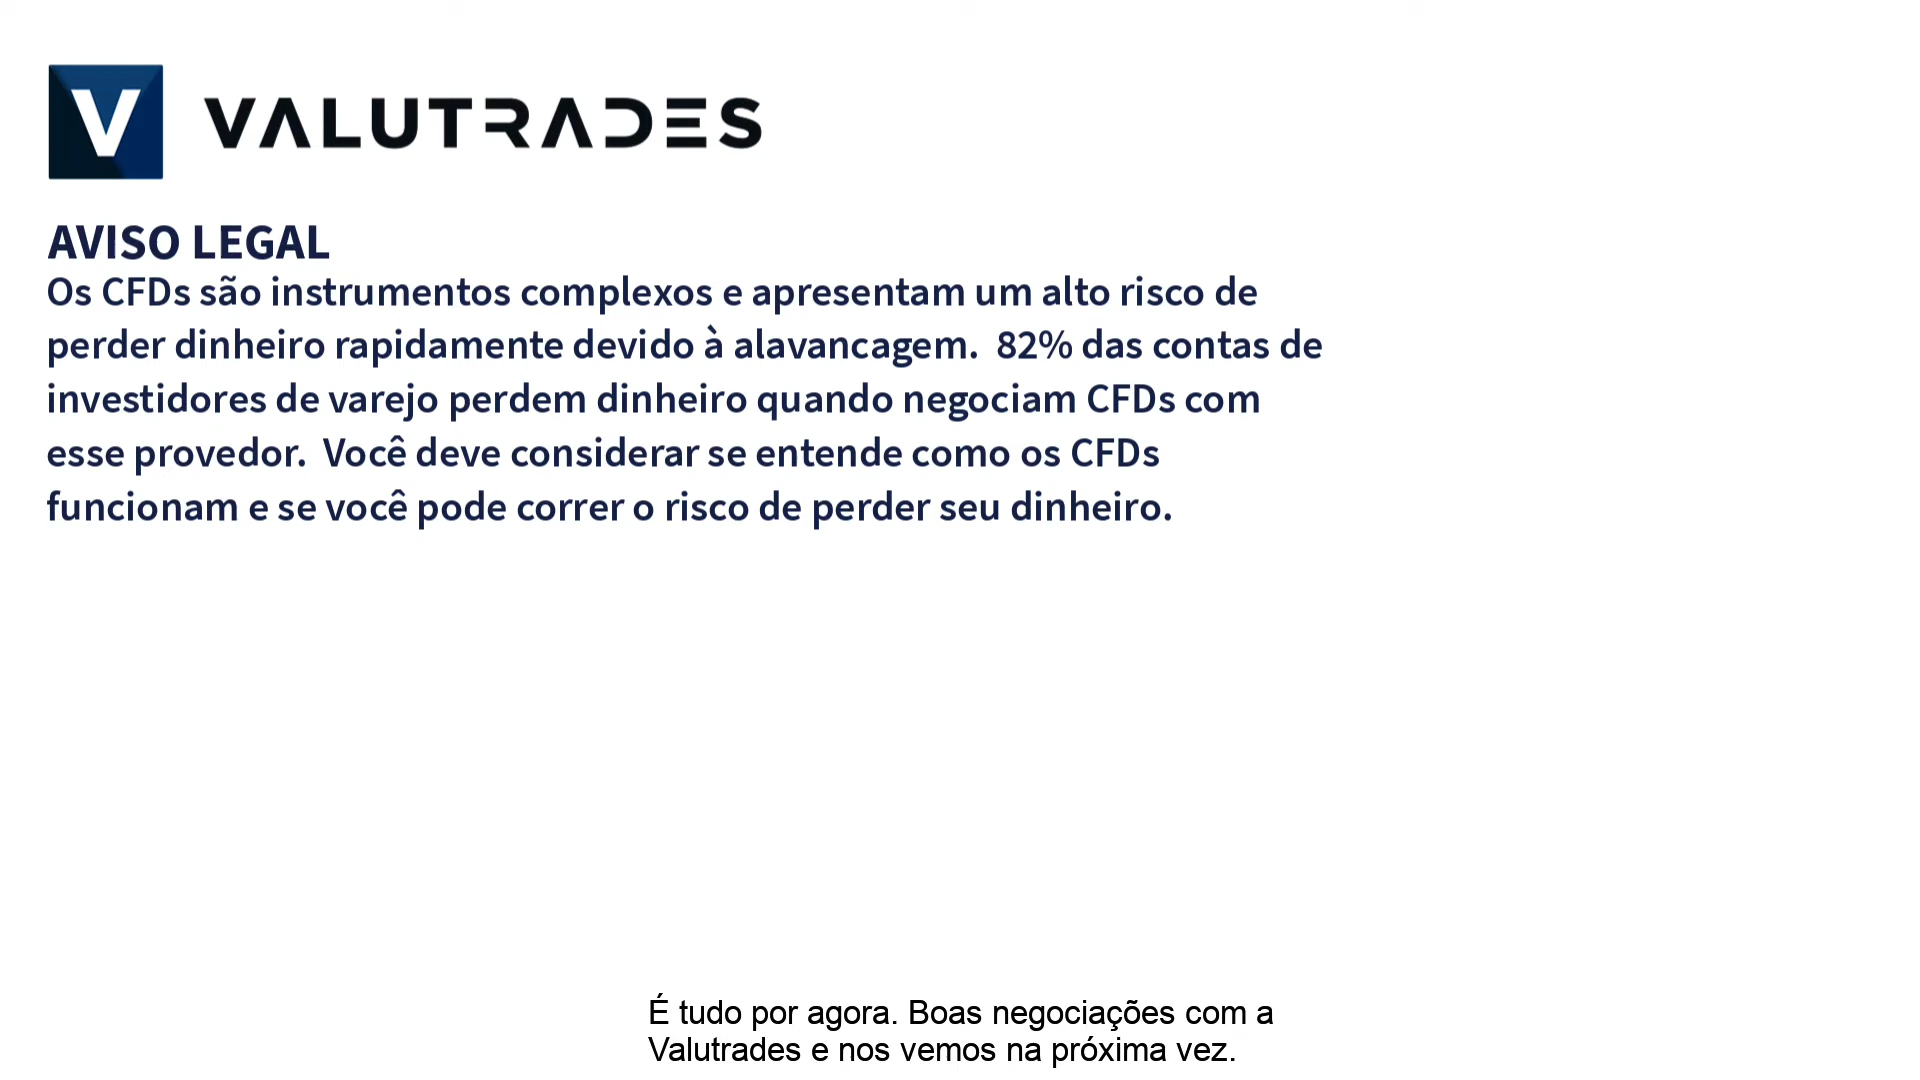 V VALUTRADES
AVISO LEGAL
Os CFDs são instrumentos complexos e apresentam um alto risco de
perder dinheiro rapidamente devido à alavancagem.  82% das contas de
investidores de varejo perdem dinheiro quando negociam CFDs com
esse provedor.  Você deve considerar se entende como os CFDs
funcionam e se você pode correr o risco de perder seu dinheiro.
É tudo por agora. Boas negociações com a
Valutrades e nos vemos na próxima vez.